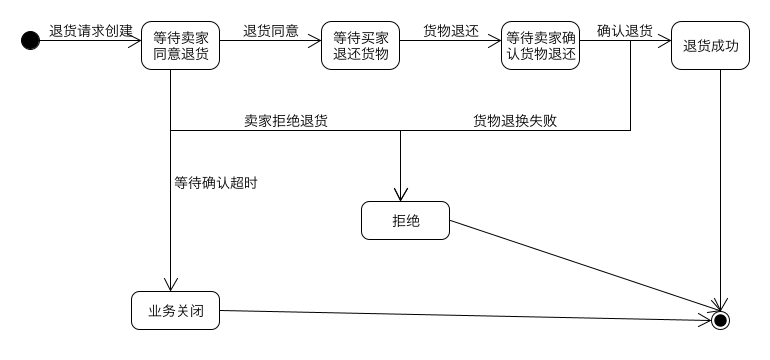 退货请求创建
等待卖家
同意退货
退货同意
等待买家
退还货物
货物退还
等待卖家确
认货物退还
确认退货
退货成功
卖家拒绝退货
货物退换失败
等待确认超时
拒绝
业务关闭